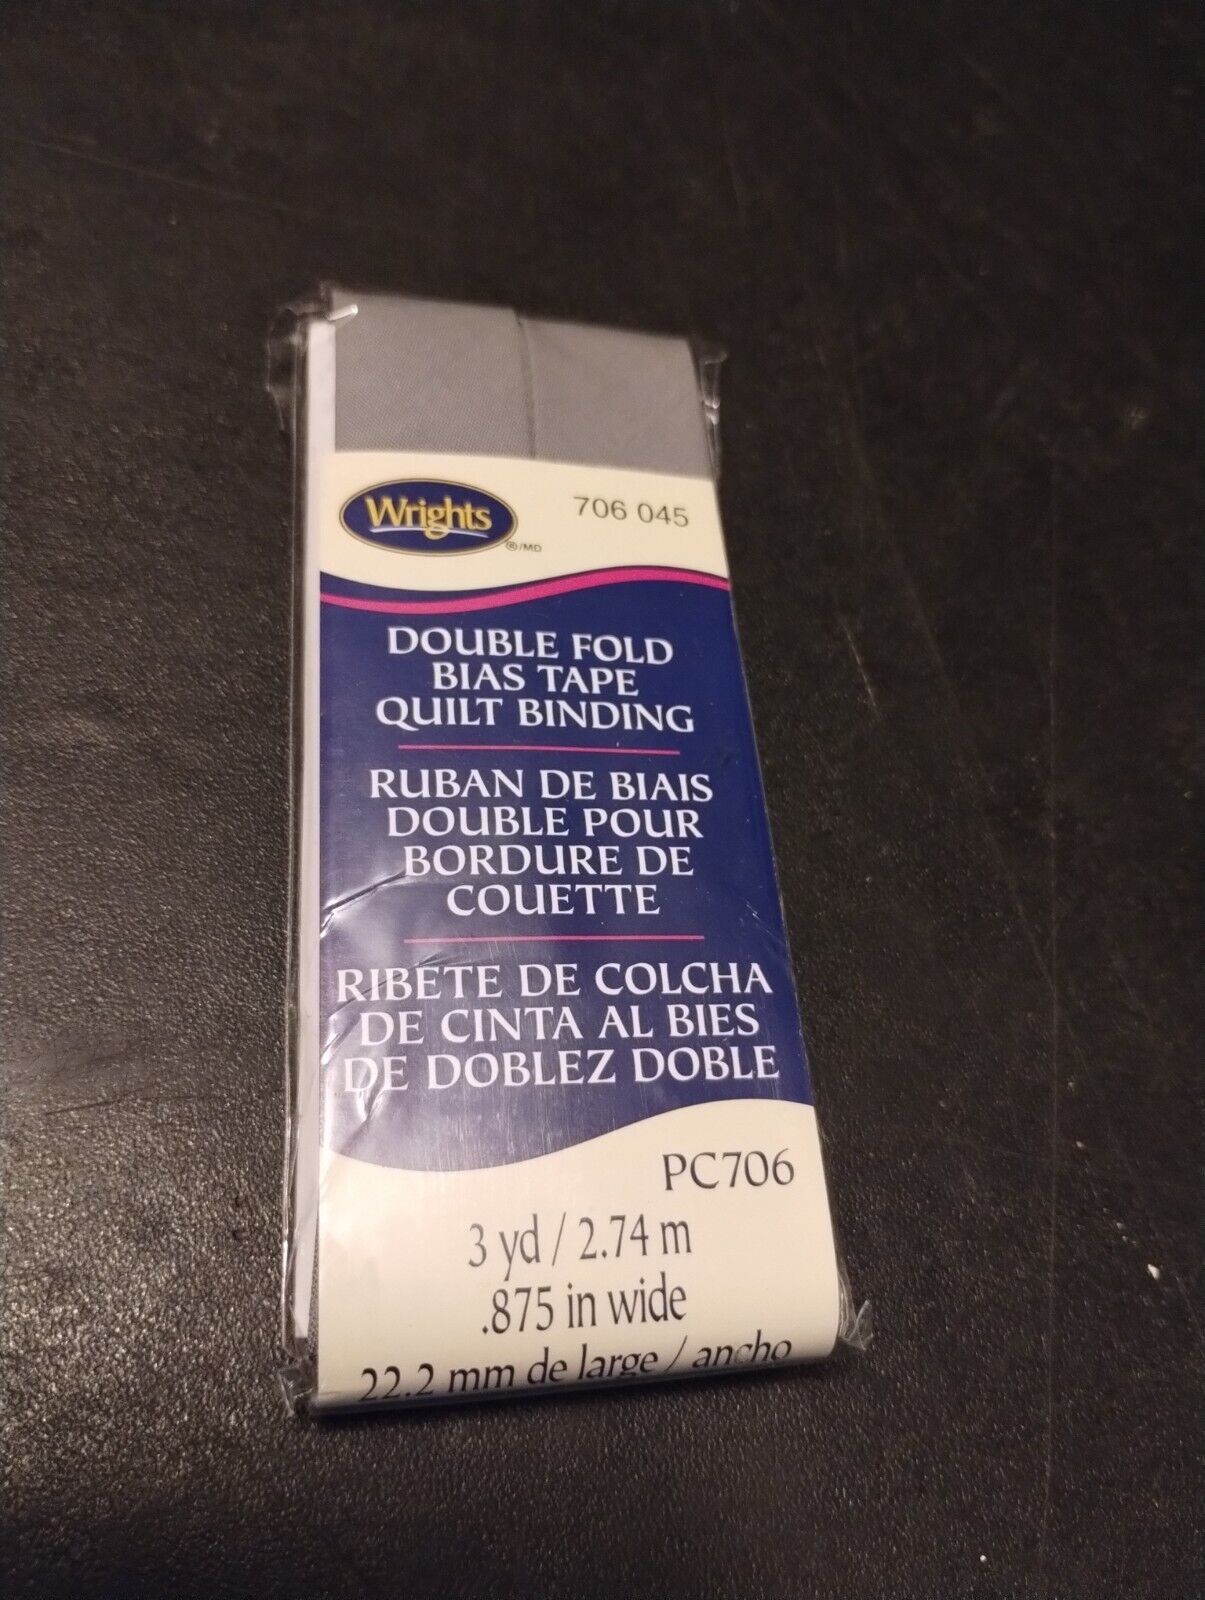 Wrights
®/MD
706 045
DOUBLE FOLD
BIAS TAPE
QUILT BINDING
RUBAN DE BIAIS
DOUBLE POUR
BORDURE DE
COUETTE
RIBETE DE COLCHA
DE CINTA AL BIES
DE DOBLEZ DOBLE
PC706
3 yd / 2.74 m
.875 in wide
22.2 mm de large / ancho